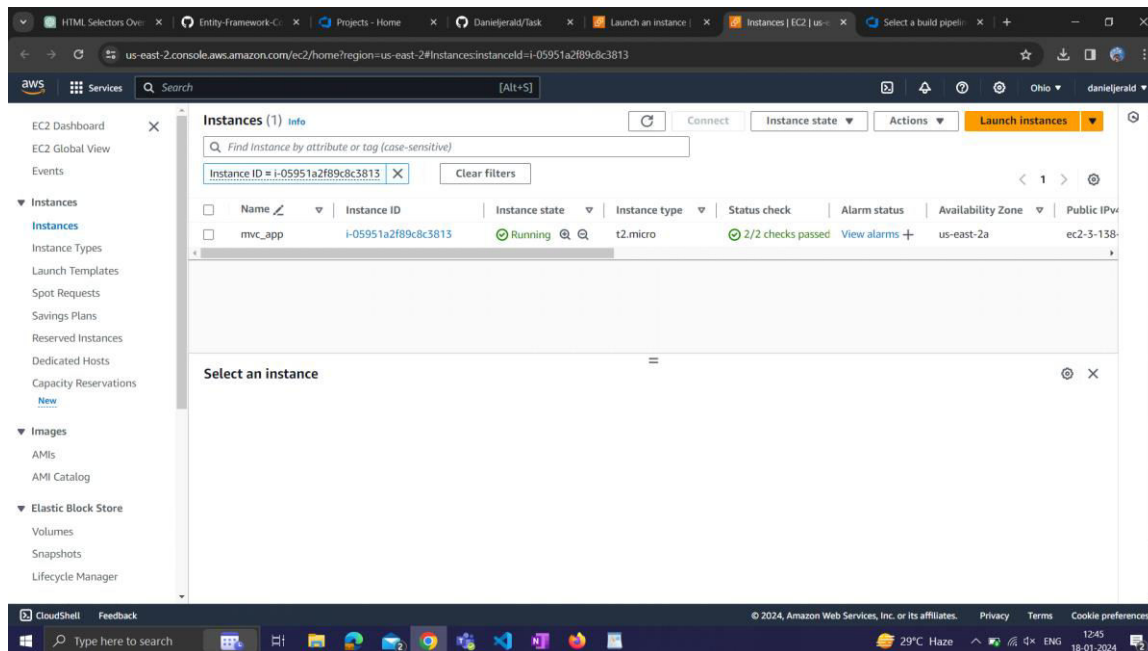 HTML Selectors Over
Entity-Framework-Co
Projects - Home
Danieljerald/Task
Launch an instance |
Instances | EC2 | us-e
Select a build pipelin
us-east-2.console.aws.amazon.com/ec2/home?region=us-east-2#Instances:instanceId=i-05951a2f89c8c3813
aws
Services
Search
[Alt+S]
Ohio
danieljerald
EC2 Dashboard
EC2 Global View
Events
Instances
Instances
Instance Types
Launch Templates
Spot Requests
Savings Plans
Reserved Instances
Dedicated Hosts
Capacity Reservations
New
Images
AMIs
AMI Catalog
Elastic Block Store
Volumes
Snapshots
Lifecycle Manager
Instances (1) Info
Connect
Instance state
Actions
Launch instances
Find Instance by attribute or tag (case-sensitive)
Instance ID = i-05951a2f89c8c3813
Clear filters
1
Name Instance ID Instance state Instance type Status check Alarm status Availability Zone Public IPv4
mvc_app i-05951a2f89c8c3813 Running t2.micro 2/2 checks passed View alarms + us-east-2a ec2-3-138-
Select an instance
CloudShell Feedback
© 2024, Amazon Web Services, Inc. or its affiliates. Privacy Terms Cookie preferences
Type here to search
29°C Haze
ENG
12:45
18-01-2024